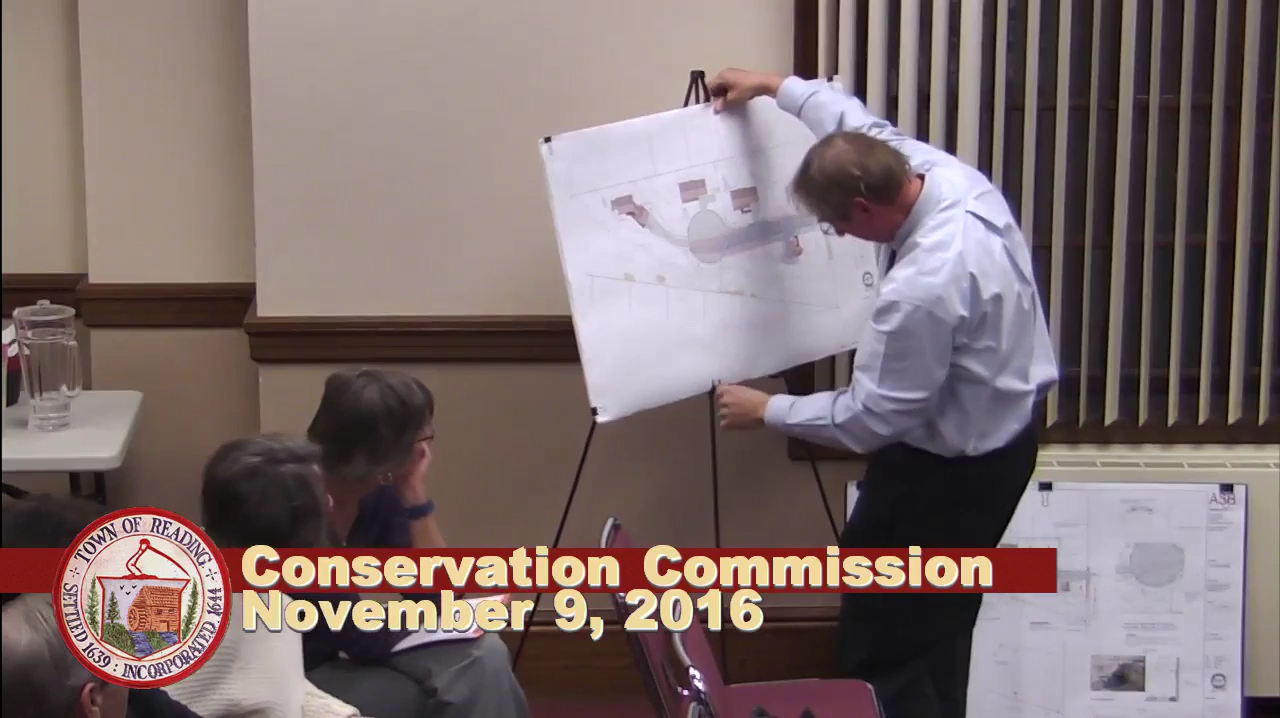 ASB
TOWN OF READING
SETTLED 1639 : INCORPORATED 1644
Conservation Commission
November 9, 2016